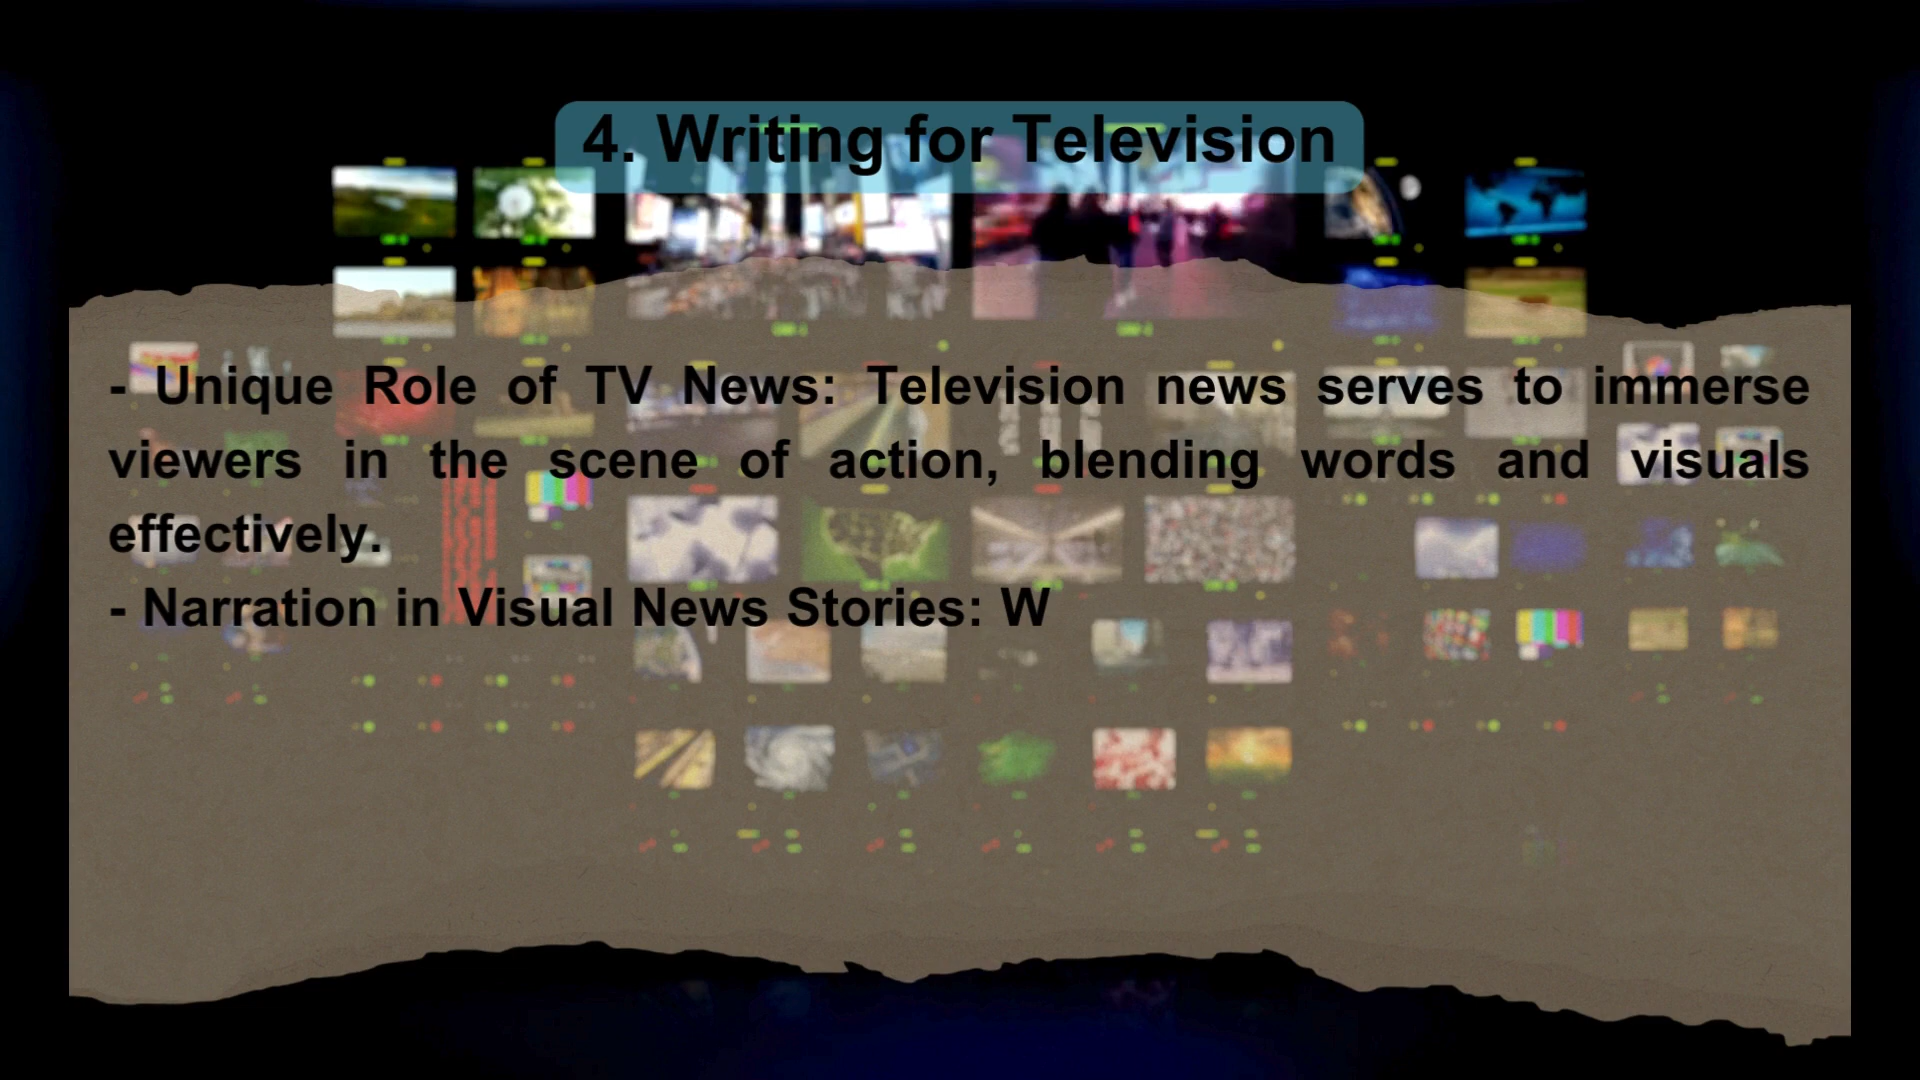 4. Writing for Television
- Unique Role of TV News: Television news serves to immerse
viewers in the scene of action, blending words and visuals
effectively.
- Narration in Visual News Stories: W